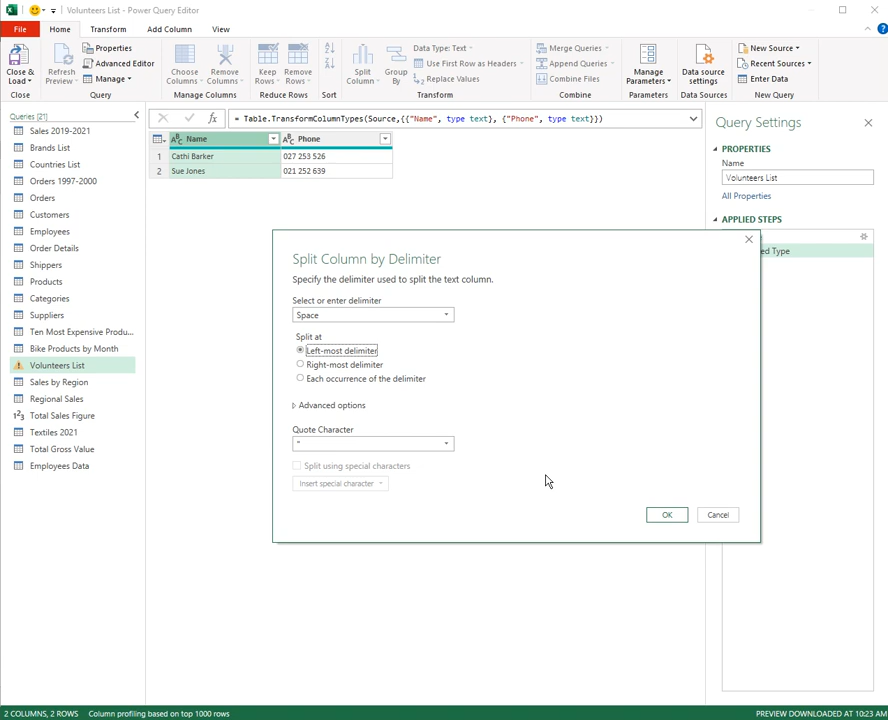 Volunteers List - Power Query Editor
File
Home
Transform
Add Column
View
Close &
Load
Close
Refresh
Preview
Properties
Advanced Editor
Manage
Query
Choose
Columns
Remove
Columns
Manage Columns
Keep
Rows
Remove
Rows
Reduce Rows
Sort
Split
Column
Group
By
Data Type: Text
Use First Row as Headers
Replace Values
Transform
Merge Queries
Append Queries
Combine Files
Combine
Manage
Parameters
Parameters
Data source
settings
Data Sources
New Source
Recent Sources
Enter Data
New Query
Queries [21]
Sales 2019-2021
Brands List
Countries List
Orders 1997-2000
Orders
Customers
Employees
Order Details
Shippers
Products
Categories
Suppliers
Ten Most Expensive Produ...
Bike Products by Month
Volunteers List
Sales by Region
Regional Sales
Total Sales Figure
Textiles 2021
Total Gross Value
Employees Data
fx
= Table.TransformColumnTypes(Source,{{"Name", type text}, {"Phone", type text}})
Name Phone
1 Cathi Barker 027 253 526
2 Sue Jones 021 252 639
Split Column by Delimiter
Specify the delimiter used to split the text column.
Select or enter delimiter
Space
Split at
Left-most delimiter
Right-most delimiter
Each occurrence of the delimiter
Advanced options
Quote Character
"
Split using special characters
Insert special character
OK
Cancel
Query Settings
PROPERTIES
Name
Volunteers List
All Properties
APPLIED STEPS
ed Type
2 COLUMNS, 2 ROWS
Column profiling based on top 1000 rows
PREVIEW DOWNLOADED AT 10:23 AM